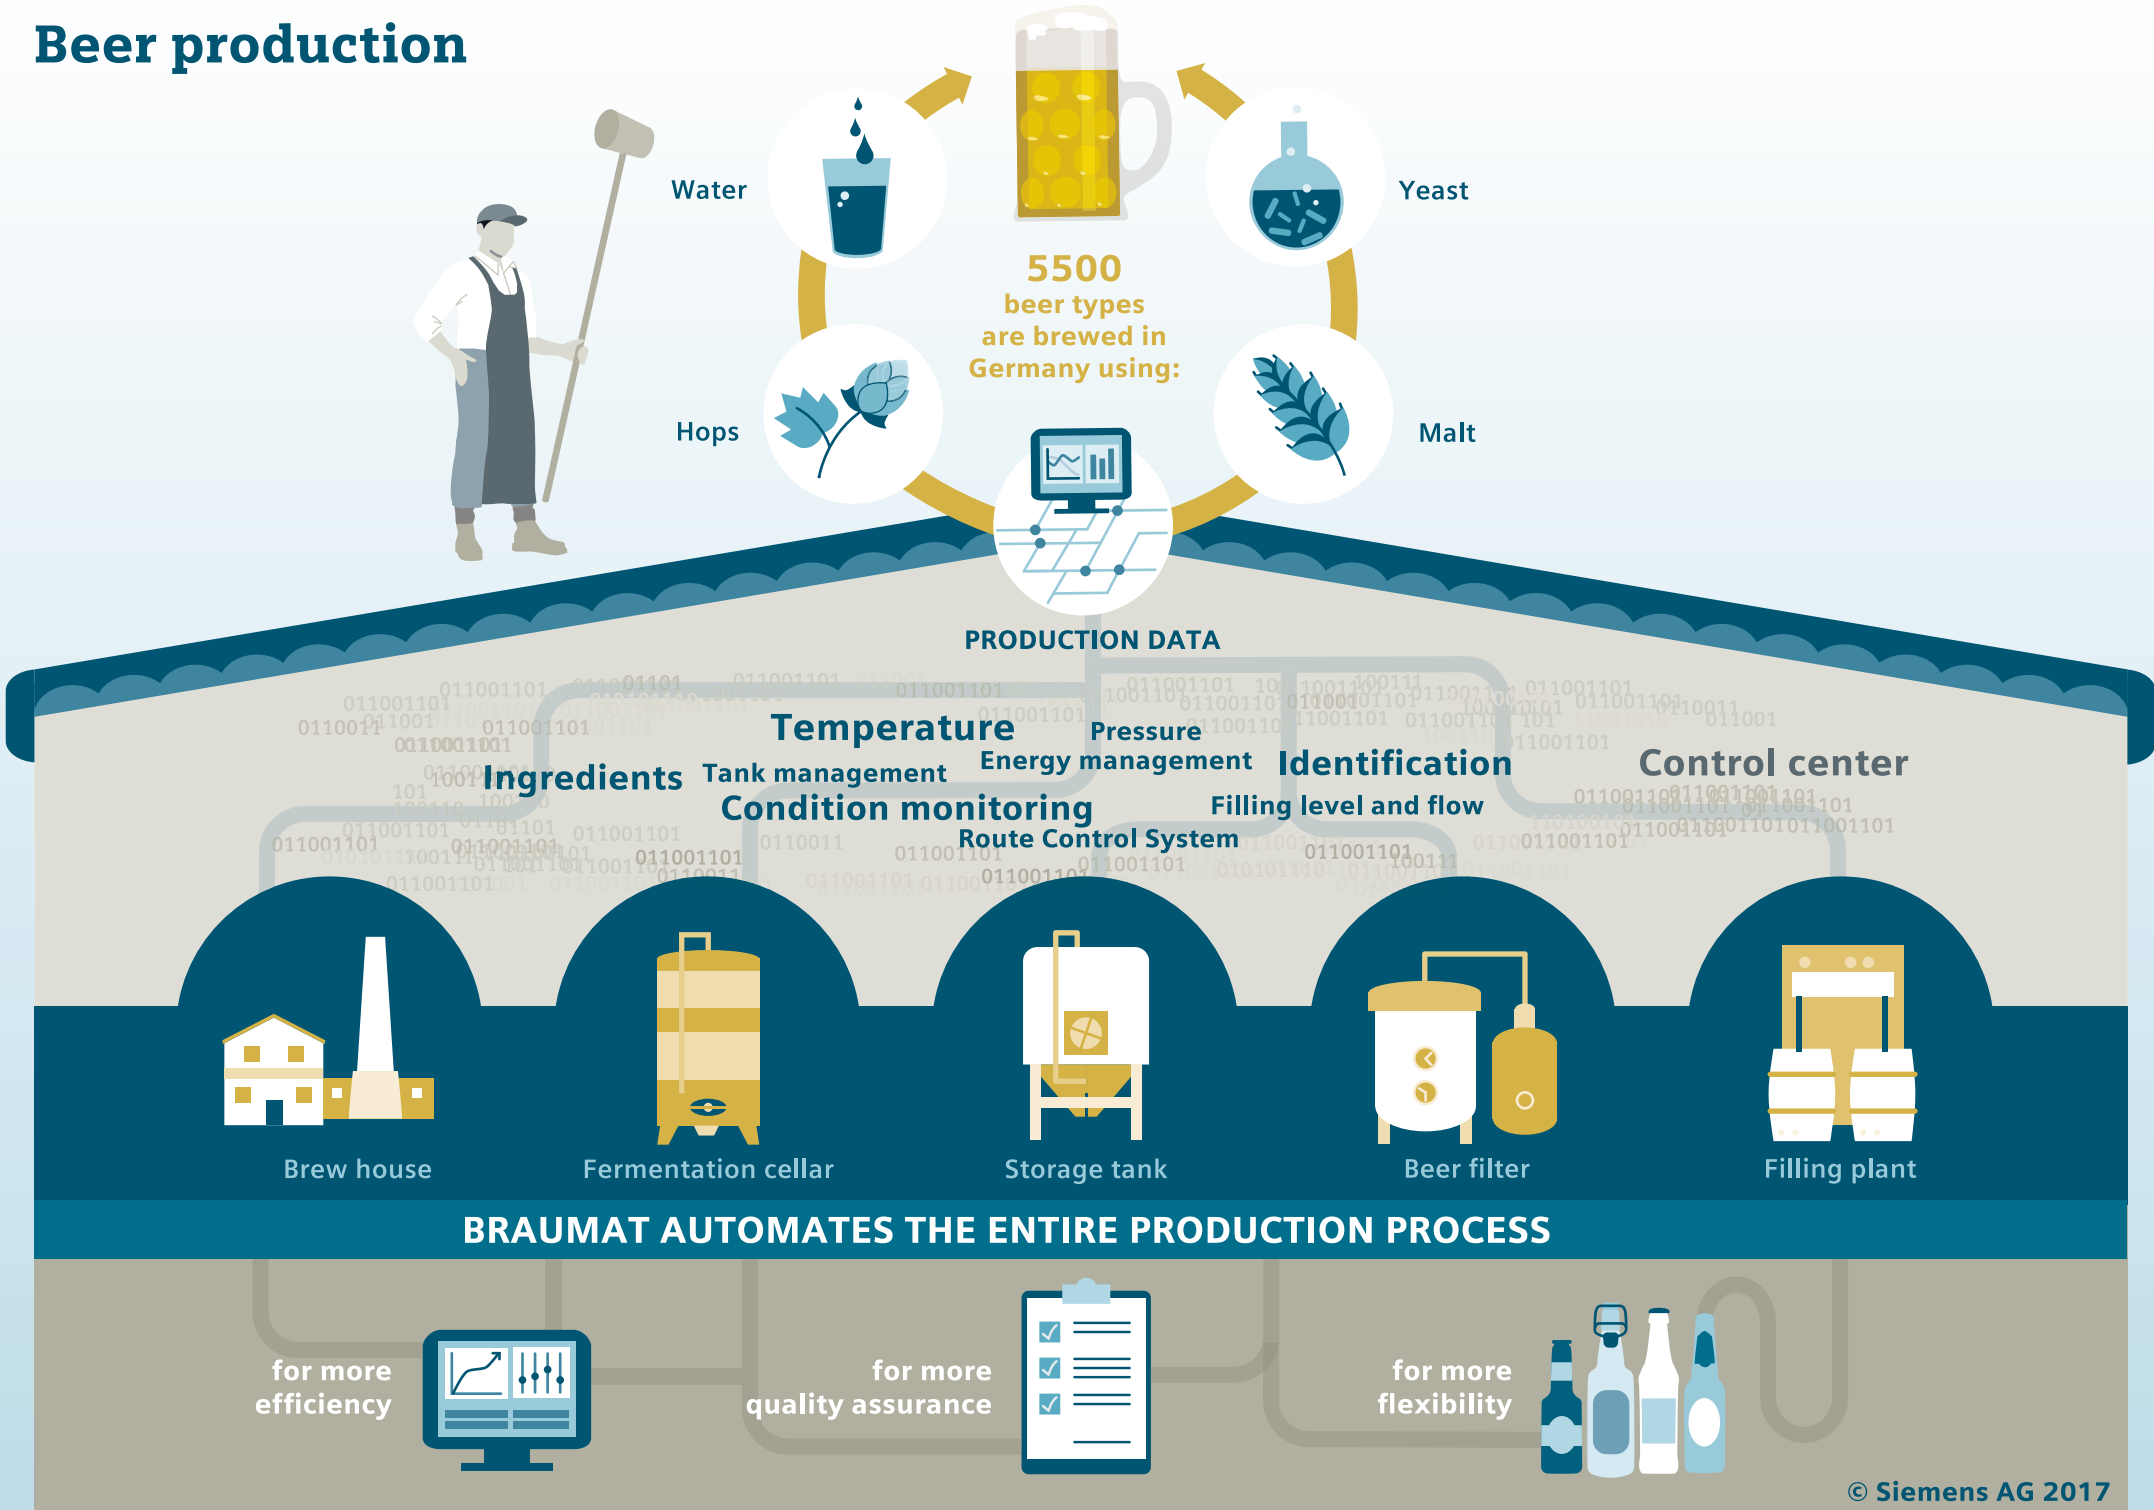 Beer production
Water
Yeast
5500
beer types
are brewed in
Germany using:
Hops
Malt
PRODUCTION DATA
Temperature
Pressure
Ingredients
Tank management
Energy management
Identification
Control center
Condition monitoring
Filling level and flow
Route Control System
Brew house
Fermentation cellar
Storage tank
Beer filter
Filling plant
BRAUMAT AUTOMATES THE ENTIRE PRODUCTION PROCESS
for more
efficiency
for more
quality assurance
for more
flexibility
© Siemens AG 2017